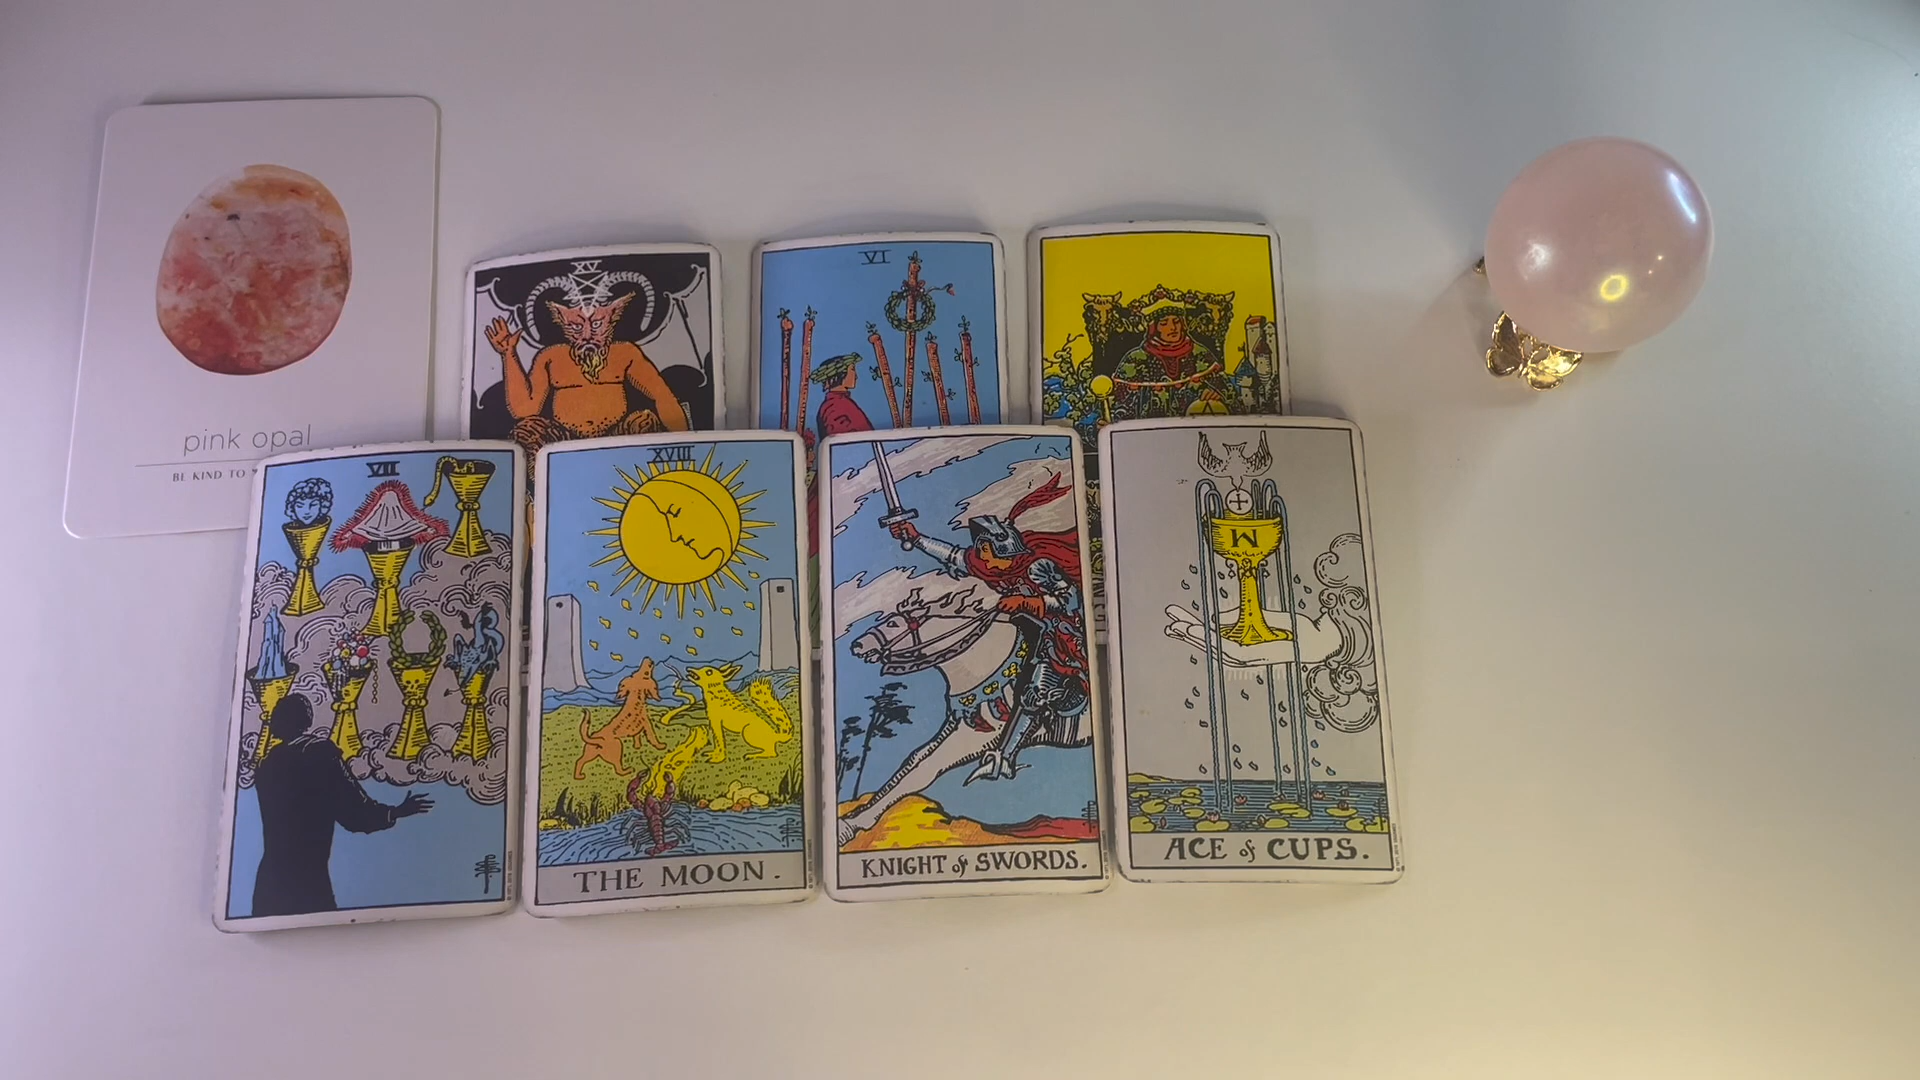 pink opal
BE KIND TO
XV
VI
VII
XVIII
THE MOON.
KNIGHT of SWORDS.
ACE of CUPS.